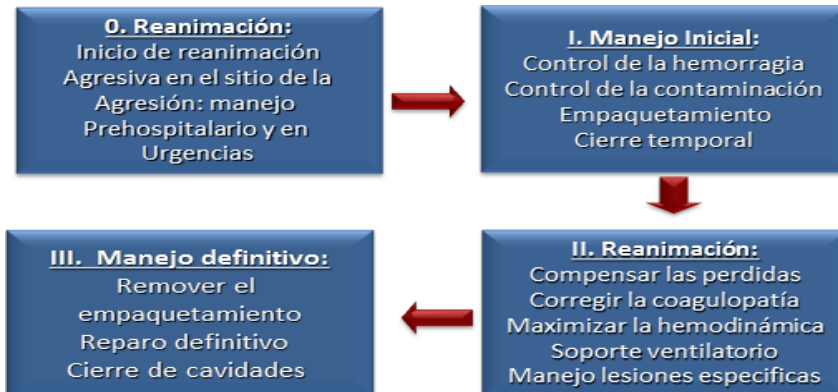 0. Reanimación:
Inicio de reanimación
Agresiva en el sitio de la
Agresión: manejo
Prehospitalario y en
Urgencias
I. Manejo Inicial:
Control de la hemorragia
Control de la contaminación
Empaquetamiento
Cierre temporal
II. Reanimación:
Compensar las perdidas
Corregir la coagulopatía
Maximizar la hemodinámica
Soporte ventilatorio
Manejo lesiones especificas
III. Manejo definitivo:
Remover el
empaquetamiento
Reparo definitivo
Cierre de cavidades